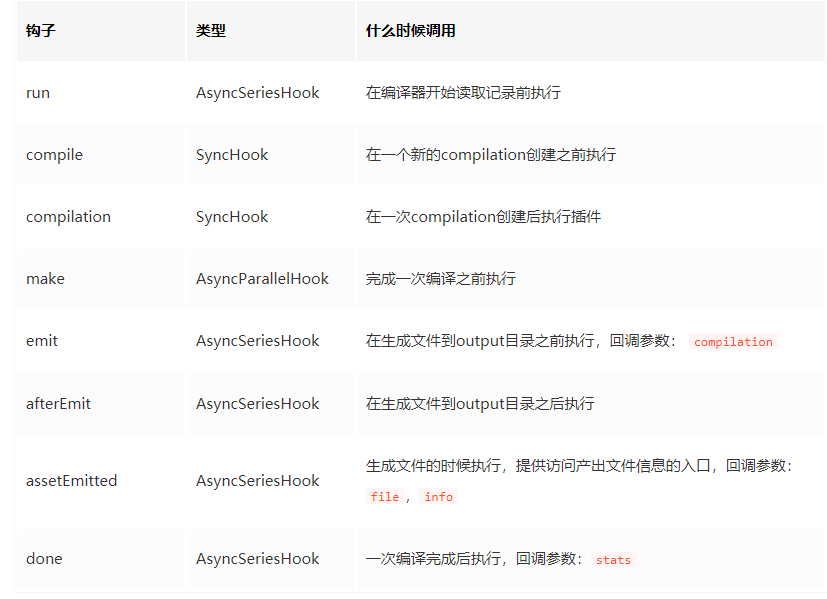 钩子 类型 什么时候调用
run AsyncSeriesHook 在编译器开始读取记录前执行
compile SyncHook 在一个新的compilation创建之前执行
compilation SyncHook 在一次compilation创建后执行插件
make AsyncParallelHook 完成一次编译之前执行
emit AsyncSeriesHook 在生成文件到output目录之前执行，回调参数： compilation
afterEmit AsyncSeriesHook 在生成文件到output目录之后执行
assetEmitted AsyncSeriesHook 生成文件的时候执行，提供访问产出文件信息的入口，回调参数：
file ， info
done AsyncSeriesHook 一次编译完成后执行，回调参数： stats